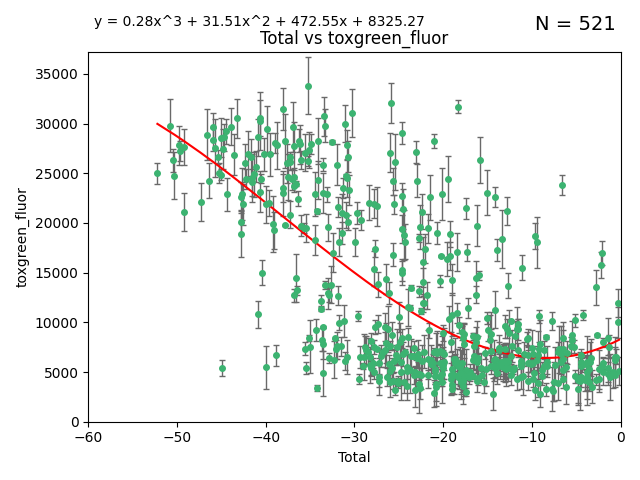 y = 0.28x^3 + 31.51x^2 + 472.55x + 8325.27
N = 521
Total vs toxgreen_fluor
35000
30000
25000
20000
15000
10000
5000
0
toxgreen_fluor
−60 −50 −40 −30 −20 −10 0
Total